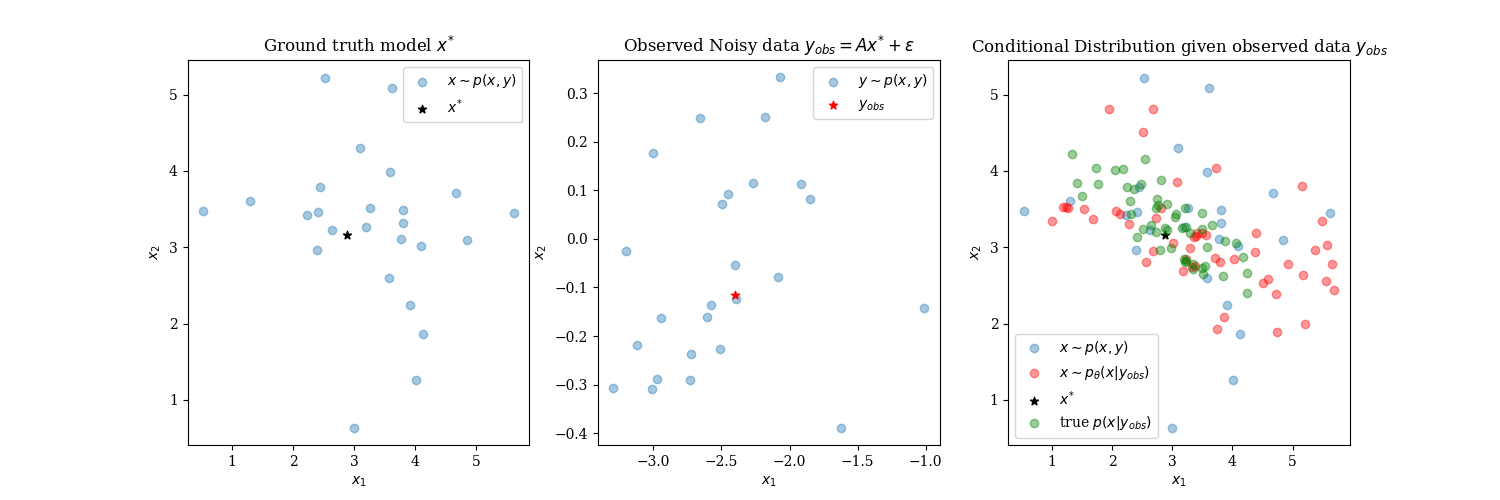 Ground truth model x*
x ~ p(x, y)
x*
x₂
5
4
3
2
1
1 2 3 4 5
x₁
Observed Noisy data y_obs = Ax* + ε
y ~ p(x, y)
y_obs
x₂
0.3
0.2
0.1
0.0
−0.1
−0.2
−0.3
−0.4
−3.0 −2.5 −2.0 −1.5 −1.0
x₁
Conditional Distribution given observed data y_obs
x₂
5
4
3
2
1
x ~ p(x, y)
x ~ p_θ(x|y_obs)
x*
true p(x|y_obs)
1 2 3 4 5
x₁